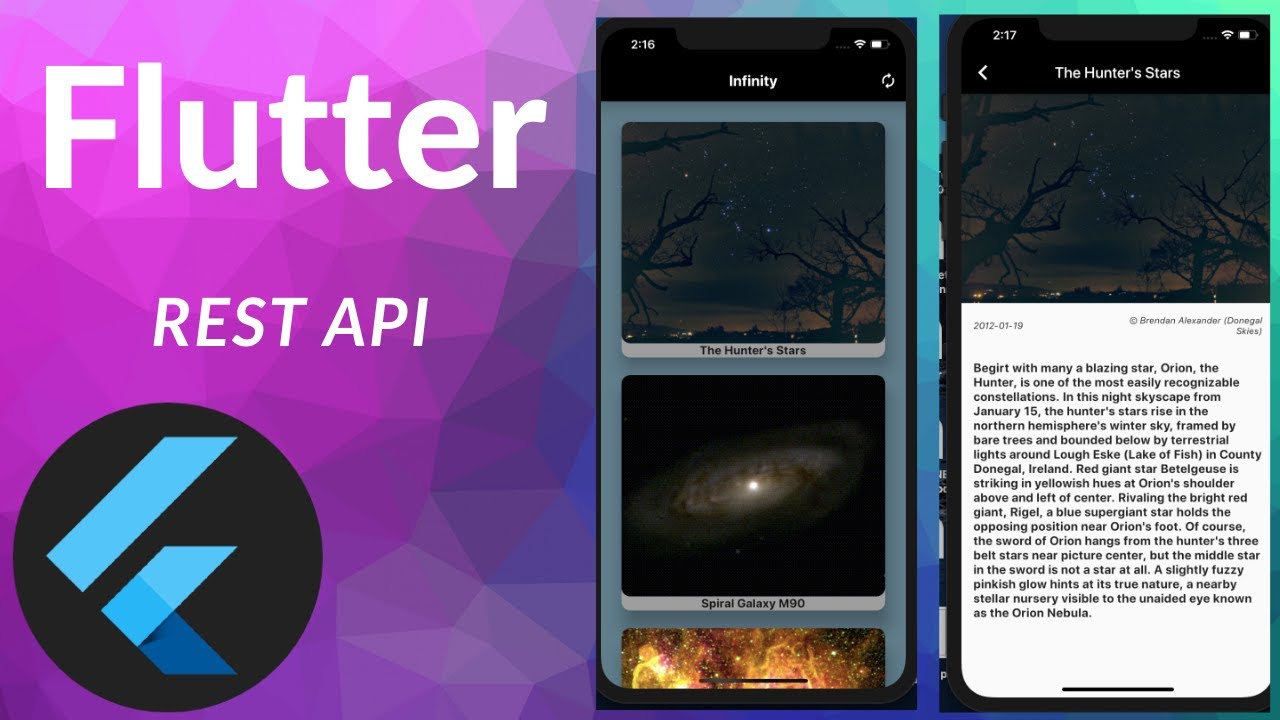 Flutter
REST API
2:16
Infinity
The Hunter's Stars
Spiral Galaxy M90
2:17
The Hunter's Stars
2012-01-19
© Brendan Alexander (Donegal
Skies)
Begirt with many a blazing star, Orion, the
Hunter, is one of the most easily recognizable
constellations. In this night skyscape from
January 15, the hunter's stars rise in the
northern hemisphere's winter sky, framed by
bare trees and bounded below by terrestrial
lights around Lough Eske (Lake of Fish) in County
Donegal, Ireland. Red giant star Betelgeuse is
striking in yellowish hues at Orion's shoulder
above and left of center. Rivaling the bright red
giant, Rigel, a blue supergiant star holds the
opposing position near Orion's foot. Of course,
the sword of Orion hangs from the hunter's three
belt stars near picture center, but the middle star
in the sword is not a star at all. A slightly fuzzy
pinkish glow hints at its true nature, a nearby
stellar nursery visible to the unaided eye known
as the Orion Nebula.